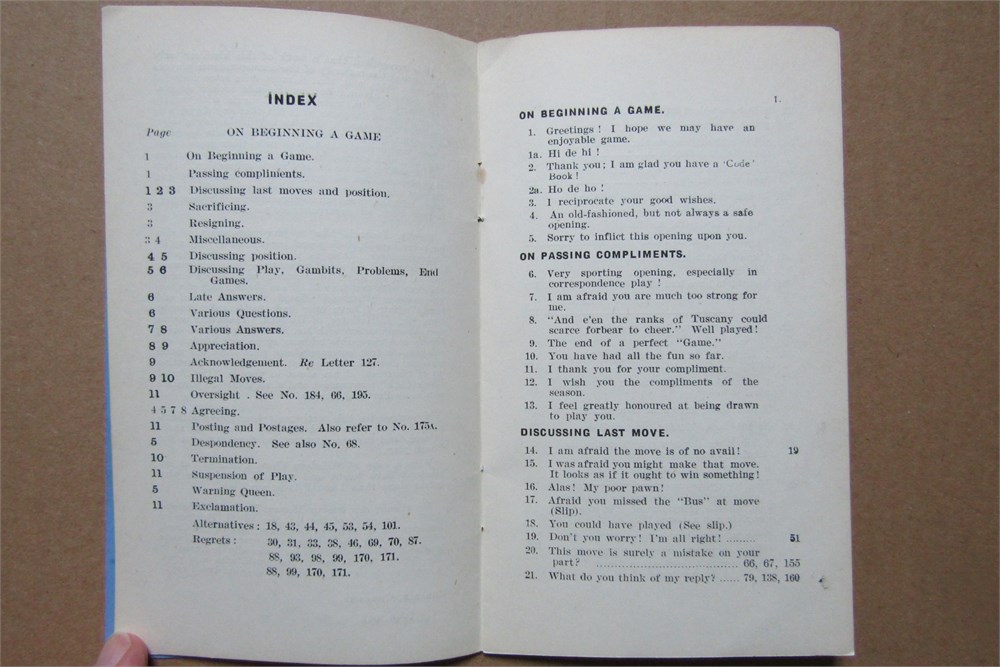 INDEX
Page ON BEGINNING A GAME
1 On Beginning a Game.
1 Passing compliments.
1 2 3 Discussing last moves and position.
3 Sacrificing.
3 Resigning.
3 4 Miscellaneous.
4 5 Discussing position.
5 6 Discussing Play, Gambits, Problems, End
Games.
6 Late Answers.
6 Various Questions.
7 8 Various Answers.
8 9 Appreciation.
9 Acknowledgement. Re Letter 127.
9 10 Illegal Moves.
11 Oversight . See No. 184, 66, 195.
4 5 7 8 Agreeing.
11 Posting and Postages. Also refer to No. 175A.
5 Despondency. See also No. 68.
10 Termination.
11 Suspension of Play.
5 Warning Queen.
11 Exclamation.
Alternatives : 18, 43, 44, 45, 53, 54, 101.
Regrets : 30, 31, 33, 38, 46, 69, 70, 87.
88, 93, 98, 99, 170, 171.
88, 99, 170, 171.
1.
ON BEGINNING A GAME.
1. Greetings ! I hope we may have an
enjoyable game.
1a. Hi de hi !
2. Thank you; I am glad you have a 'Code'
Book !
2a. Ho de ho !
3. I reciprocate your good wishes.
4. An old-fashioned, but not always a safe
opening.
5. Sorry to inflict this opening upon you.
ON PASSING COMPLIMENTS.
6. Very sporting opening, especially in
correspondence play !
7. I am afraid you are much too strong for
me.
8. "And e'en the ranks of Tuscany could
scarce forbear to cheer." Well played!
9. The end of a perfect "Game."
10. You have had all the fun so far.
11. I thank you for your compliment.
12. I wish you the compliments of the
season.
13. I feel greatly honoured at being drawn
to play you.
DISCUSSING LAST MOVE.
14. I am afraid the move is of no avail! 19
15. I was afraid you might make that move.
It looks as if it ought to win something!
16. Alas! My poor pawn!
17. Afraid you missed the "Bus" at move
(Slip).
18. You could have played (See slip.)
19. Don't you worry! I'm all right! ......... 51
20. This move is surely a mistake on your
part? ...................................... 66, 67, 155
21. What do you think of my reply? ...... 79, 138, 160